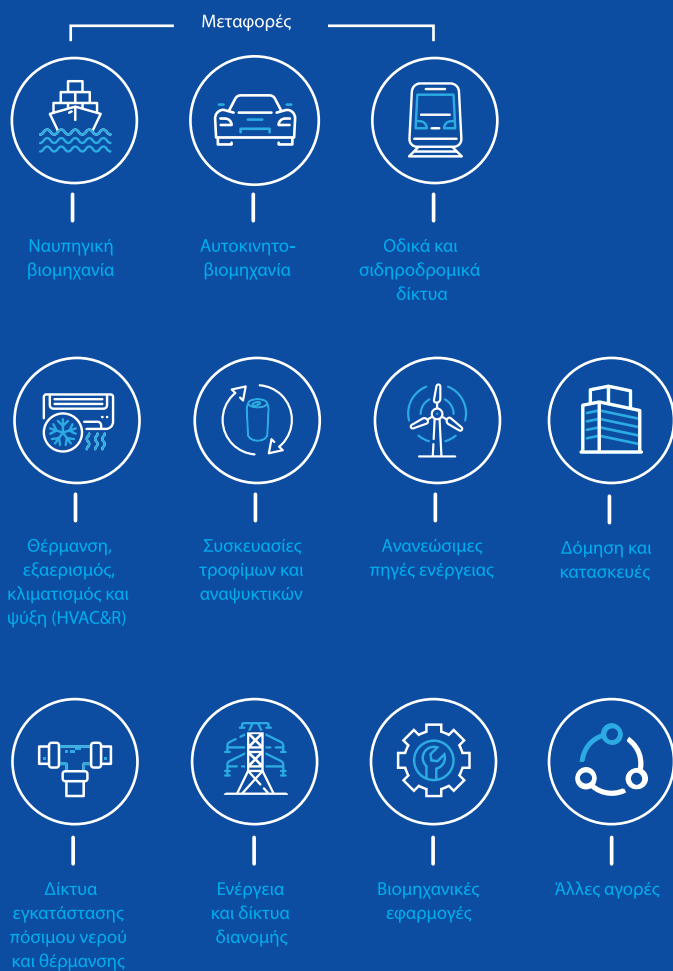 Μεταφορές
Ναυπηγική
βιομηχανία
Αυτοκινητο-
βιομηχανία
Οδικά και
σιδηροδρομικά
δίκτυα
Θέρμανση,
εξαερισμός,
κλιματισμός και
ψύξη (HVAC&R)
Συσκευασίες
τροφίμων και
αναψυκτικών
Ανανεώσιμες
πηγές ενέργειας
Δόμηση και
κατασκευές
Δίκτυα
εγκατάστασης
πόσιμου νερού
και θέρμανσης
Ενέργεια
και δίκτυα
διανομής
Βιομηχανικές
εφαρμογές
Άλλες αγορές